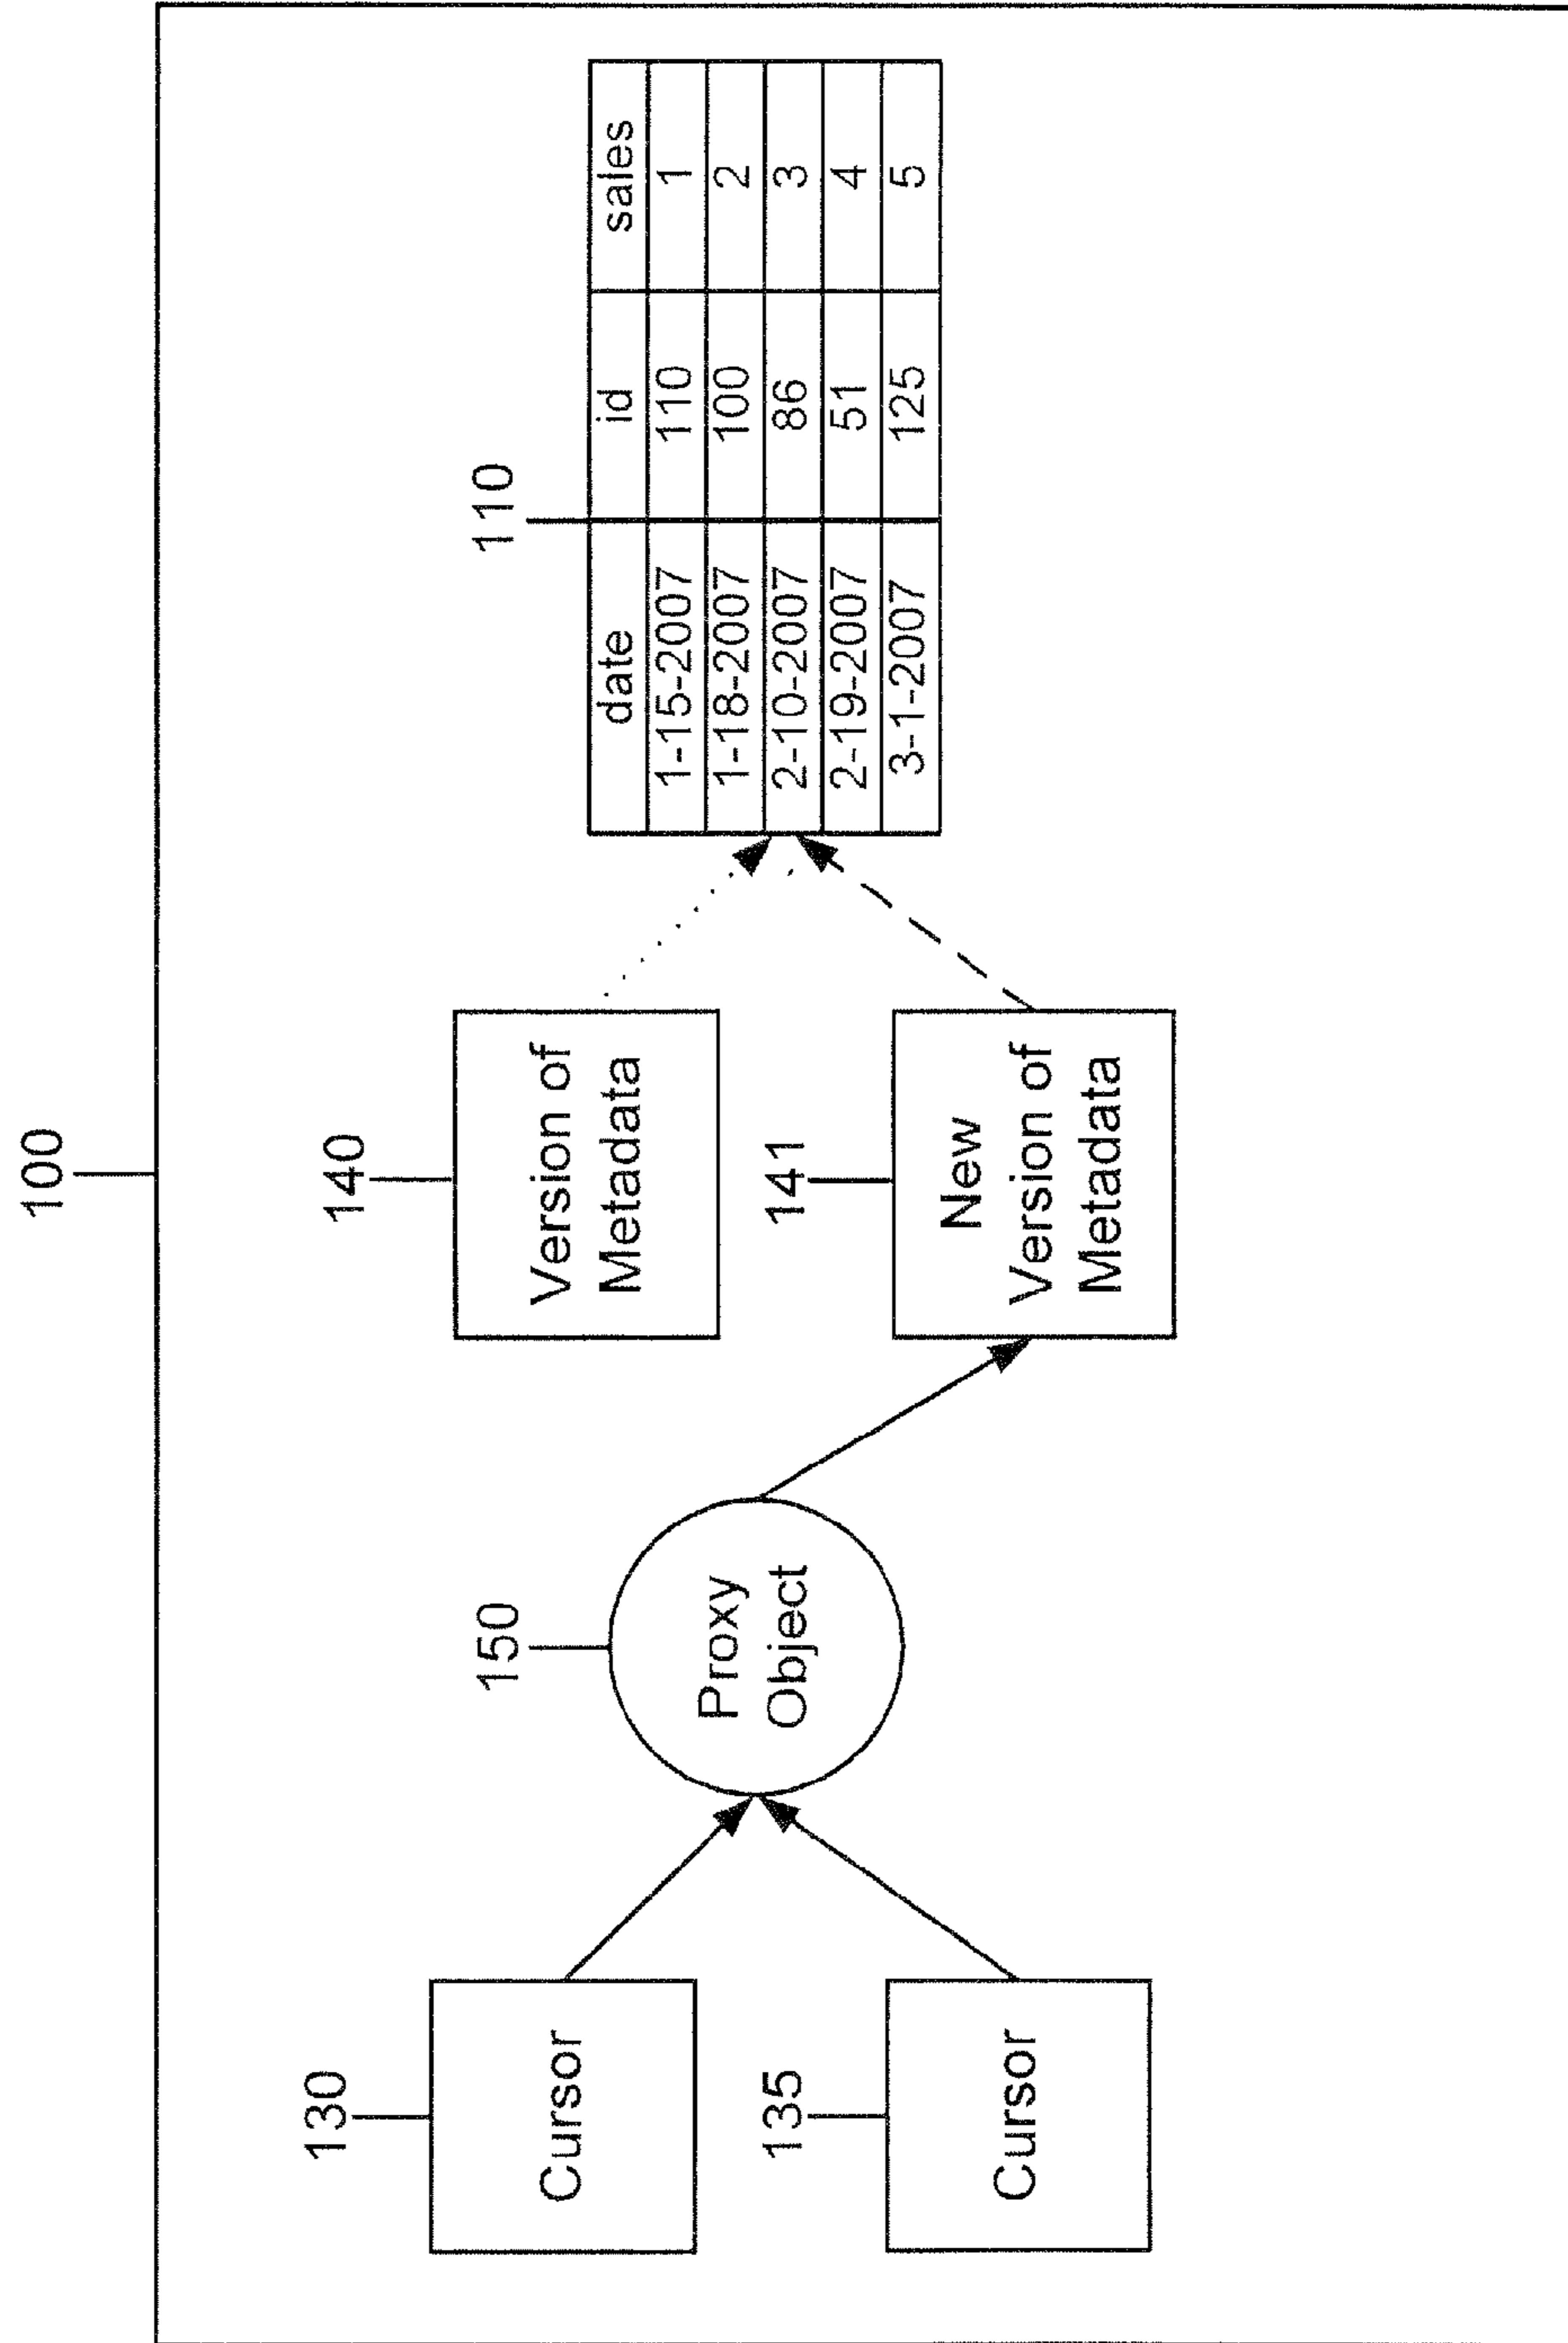 100
110
date id sales
1-15-2007 110 1
1-18-2007 100 2
2-10-2007 86 3
2-19-2007 51 4
3-1-2007 125 5
140
Version of
Metadata
141
New
Version of
Metadata
150
Proxy
Object
130
Cursor
135
Cursor